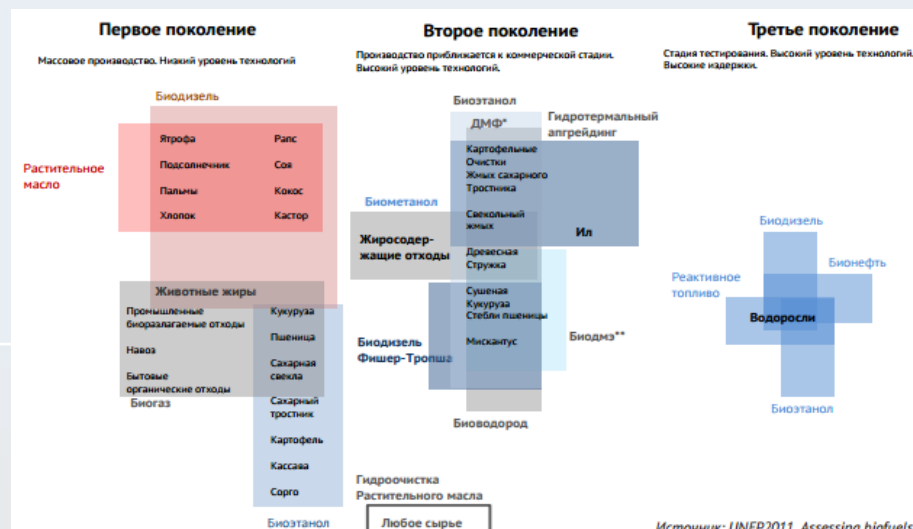 Первое поколение
Массовое производство. Низкий уровень технологий
Биодизель
Растительное
масло
Ятрофа
Рапс
Подсолнечник
Соя
Пальмы
Кокос
Хлопок
Кастор
Животные жиры
Промышленные
биоразлагаемые отходы
Навоз
Бытовые
органические отходы
Биогаз
Кукуруза
Пшеница
Сахарная
свекла
Сахарный
тростник
Картофель
Кассава
Сорго
Биоэтанол
Второе поколение
Производство приближается к коммерческой стадии.
Высокий уровень технологий.
Биоэтанол
ДМФ*
Гидротермальный
апгрейдинг
Картофельные
Очистки
Жмых сахарного
Тростника
Биометанол
Свекольный
жмых
Ил
Жиросодер-
жащие отходы
Древесная
Стружка
Сушеная
Кукуруза
Стебли пшеницы
Мискантус
Биодизель
Фишер-Тропша
Биодмэ**
Биоводород
Гидроочистка
Растительного масла
Любое сырье
Третье поколение
Стадия тестирования. Высокий уровень технологий.
Высокие издержки.
Биодизель
Бионефть
Реактивное
топливо
Водоросли
Биоэтанол
Источник: UNEP2011, Assessing biofuels